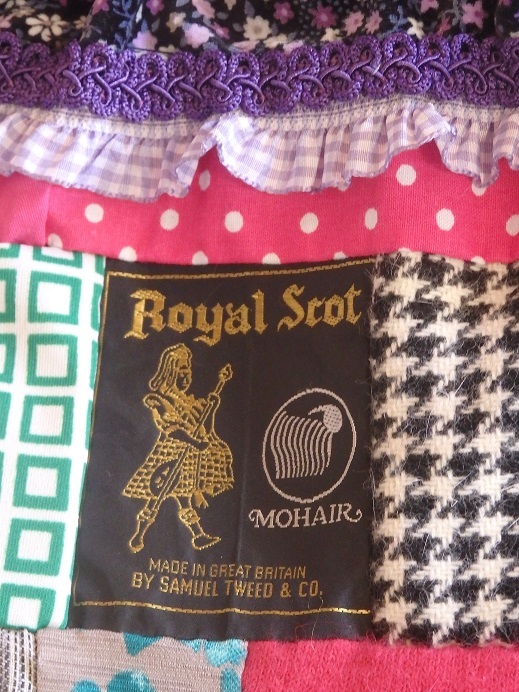 Royal Scot
MOHAIR
MADE IN GREAT BRITAIN
BY SAMUEL TWEED & CO.